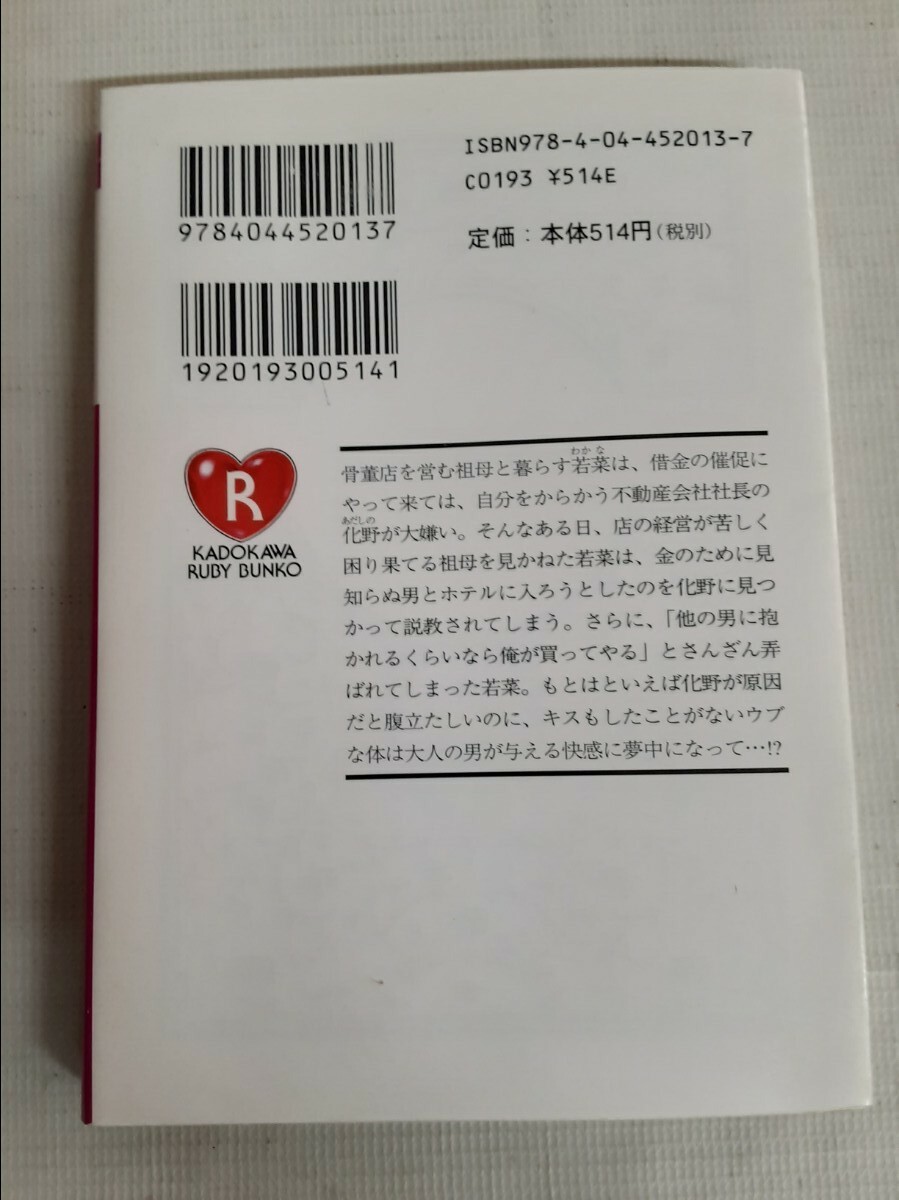 ISBN978-4-04-452013-7
C0193 ¥514E
定価：本体514円(税別)
9784044520137
1920193005141
R
KADOKAWA
RUBY BUNKO
わかな
骨董店を営む祖母と暮らす若菜は、借金の催促に
やって来ては、自分をからかう不動産会社社長の
あだしの
化野が大嫌い。そんなある日、店の経営が苦しく
困り果てる祖母を見かねた若菜は、金のために見
知らぬ男とホテルに入ろうとしたのを化野に見つ
かって説教されてしまう。さらに、「他の男に抱
かれるくらいなら俺が買ってやる」とさんざん弄
ばれてしまった若菜。もとはといえば化野が原因
だと腹立たしいのに、キスもしたことがないウブ
な体は大人の男が与える快感に夢中になって…!?